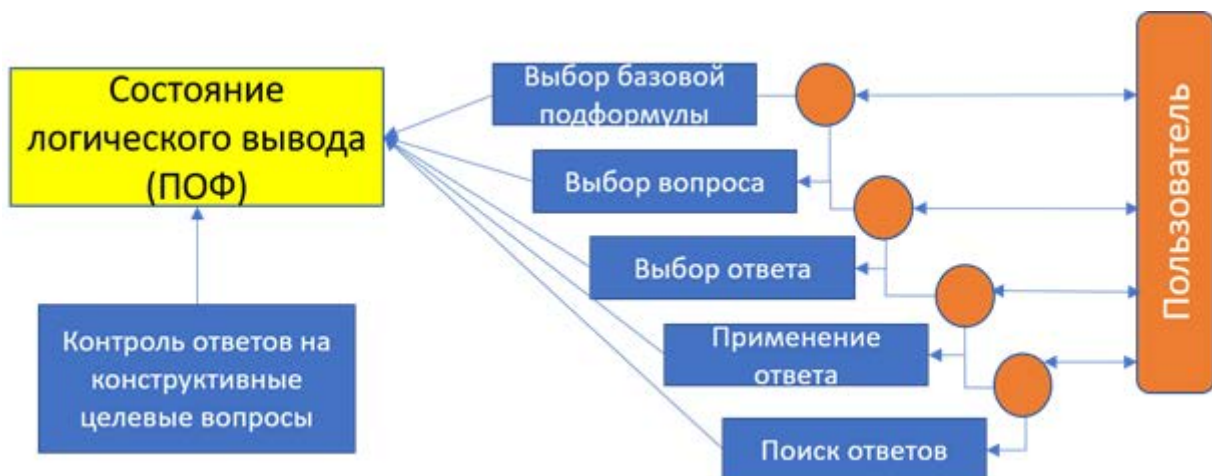 Состояние
логического вывода
(ПОФ)
Контроль ответов на
конструктивные
целевые вопросы
Выбор базовой
подформулы
Выбор вопроса
Выбор ответа
Применение
ответа
Поиск ответов
Пользователь